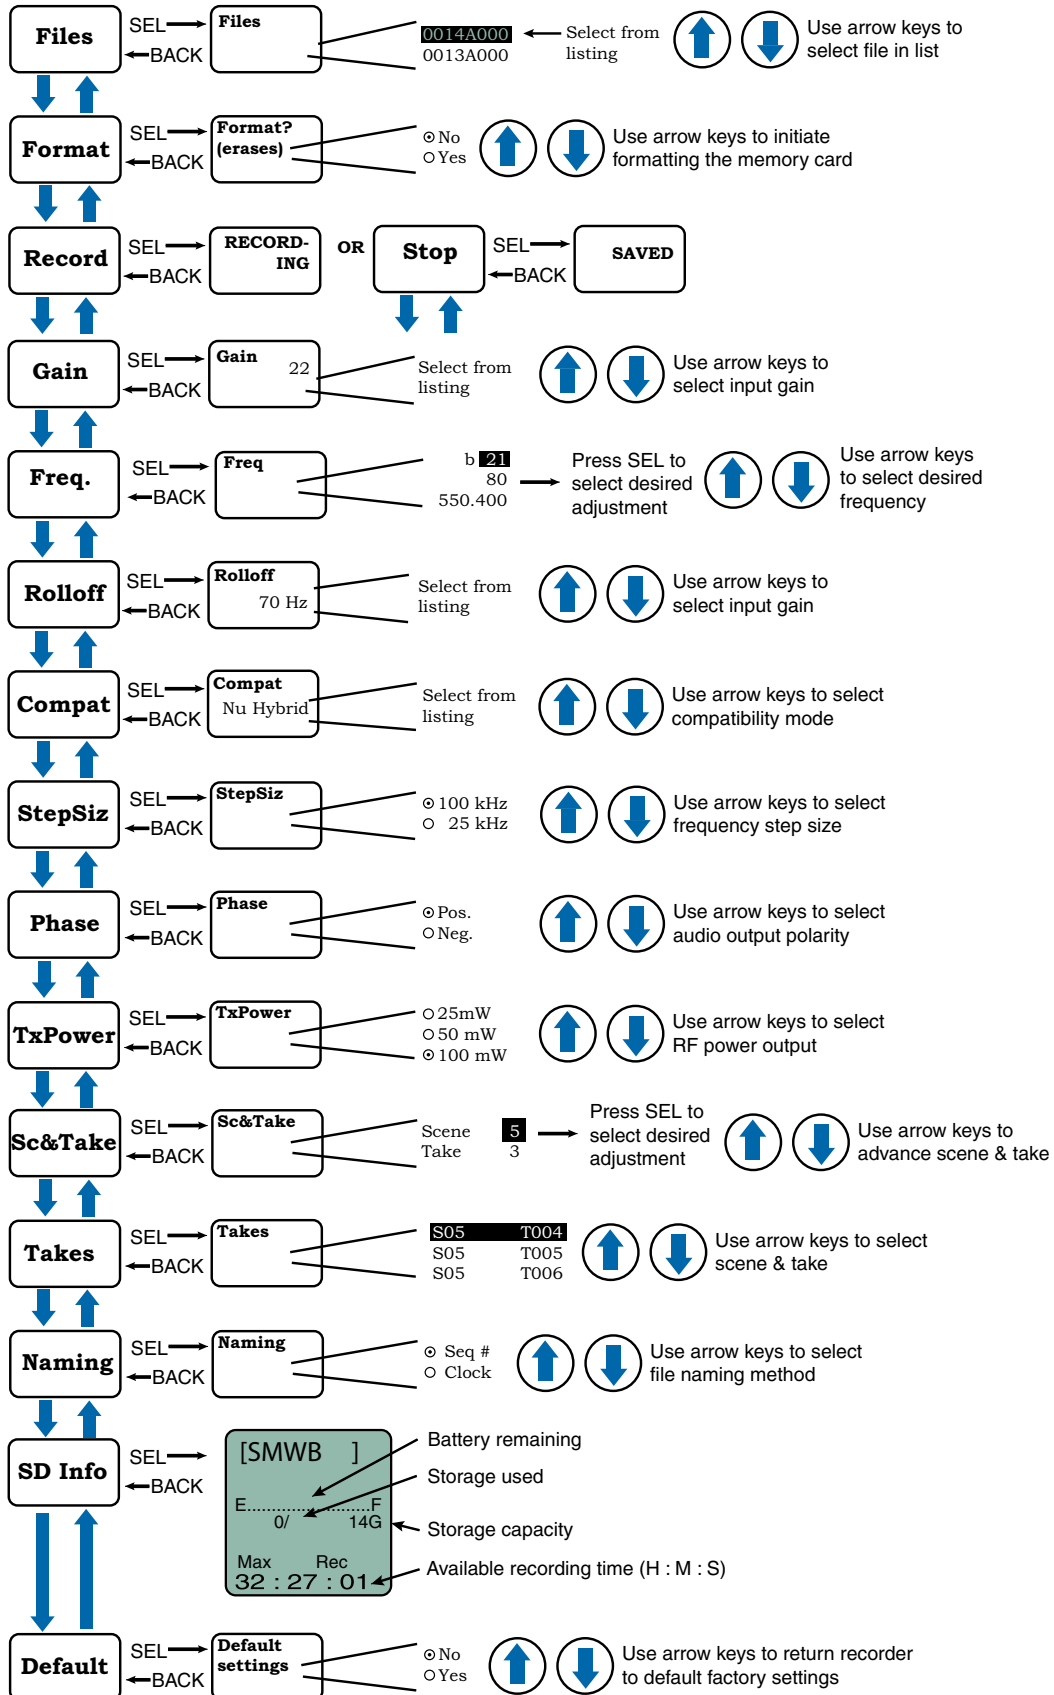 Files
SEL
BACK
Files
0014A000
0013A000
Select from
listing
Use arrow keys to
select file in list
Format
SEL
BACK
Format?
(erases)
No
Yes
Use arrow keys to initiate
formatting the memory card
Record
SEL
BACK
RECORD-
ING
OR
Stop
SEL
BACK
SAVED
Gain
SEL
BACK
Gain
22
Select from
listing
Use arrow keys to
select input gain
Freq.
SEL
BACK
Freq
b 21
80
550.400
Press SEL to
select desired
adjustment
Use arrow keys
to select desired
frequency
Rolloff
SEL
BACK
Rolloff
70 Hz
Select from
listing
Use arrow keys to
select input gain
Compat
SEL
BACK
Compat
Nu Hybrid
Select from
listing
Use arrow keys to select
compatibility mode
StepSiz
SEL
BACK
StepSiz
100 kHz
25 kHz
Use arrow keys to select
frequency step size
Phase
SEL
BACK
Phase
Pos.
Neg.
Use arrow keys to select
audio output polarity
TxPower
SEL
BACK
TxPower
25mW
50 mW
100 mW
Use arrow keys to select
RF power output
Sc&Take
SEL
BACK
Sc&Take
Scene 5
Take 3
Press SEL to
select desired
adjustment
Use arrow keys to
advance scene & take
Takes
SEL
BACK
Takes
S05 T004
S05 T005
S05 T006
Use arrow keys to select
scene & take
Naming
SEL
BACK
Naming
Seq #
Clock
Use arrow keys to select
file naming method
SD Info
SEL
BACK
[SMWB ]
E.......................F
0/ 14G
Max Rec
32 : 27 : 01
Battery remaining
Storage used
Storage capacity
Available recording time (H : M : S)
Default
SEL
BACK
Default
settings
No
Yes
Use arrow keys to return recorder
to default factory settings